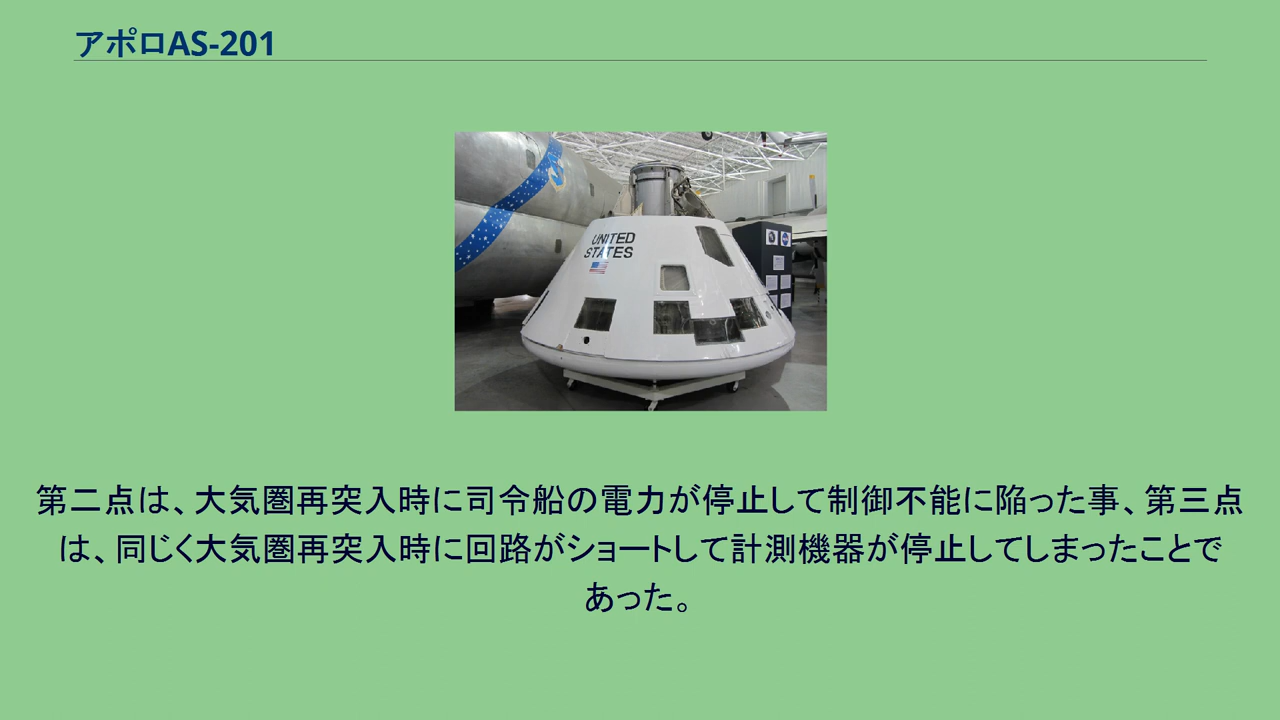 アポロAS-201
UNITED
STATES
第二点は、大気圏再突入時に司令船の電力が停止して制御不能に陥った事、第三点
は、同じく大気圏再突入時に回路がショートして計測機器が停止してしまったことで
あった。